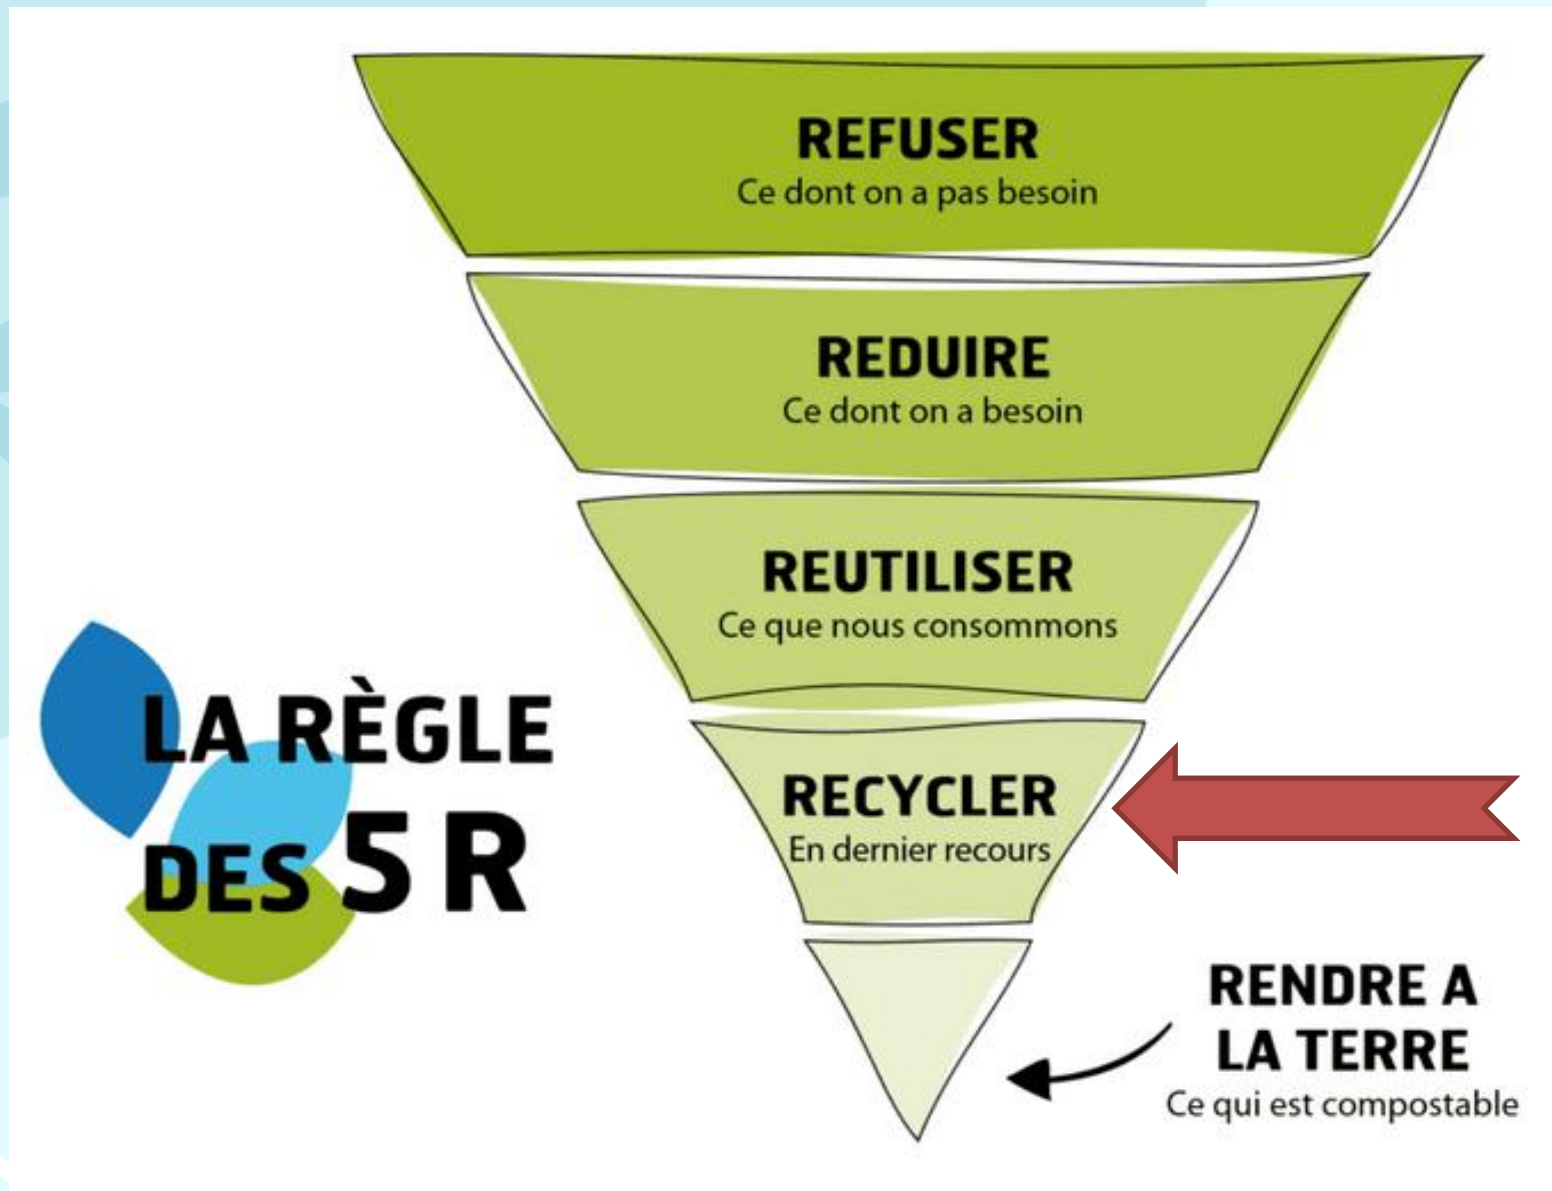 REFUSER
Ce dont on a pas besoin
REDUIRE
Ce dont on a besoin
REUTILISER
Ce que nous consommons
RECYCLER
En dernier recours
LA RÈGLE
DES 5 R
RENDRE A
LA TERRE
Ce qui est compostable